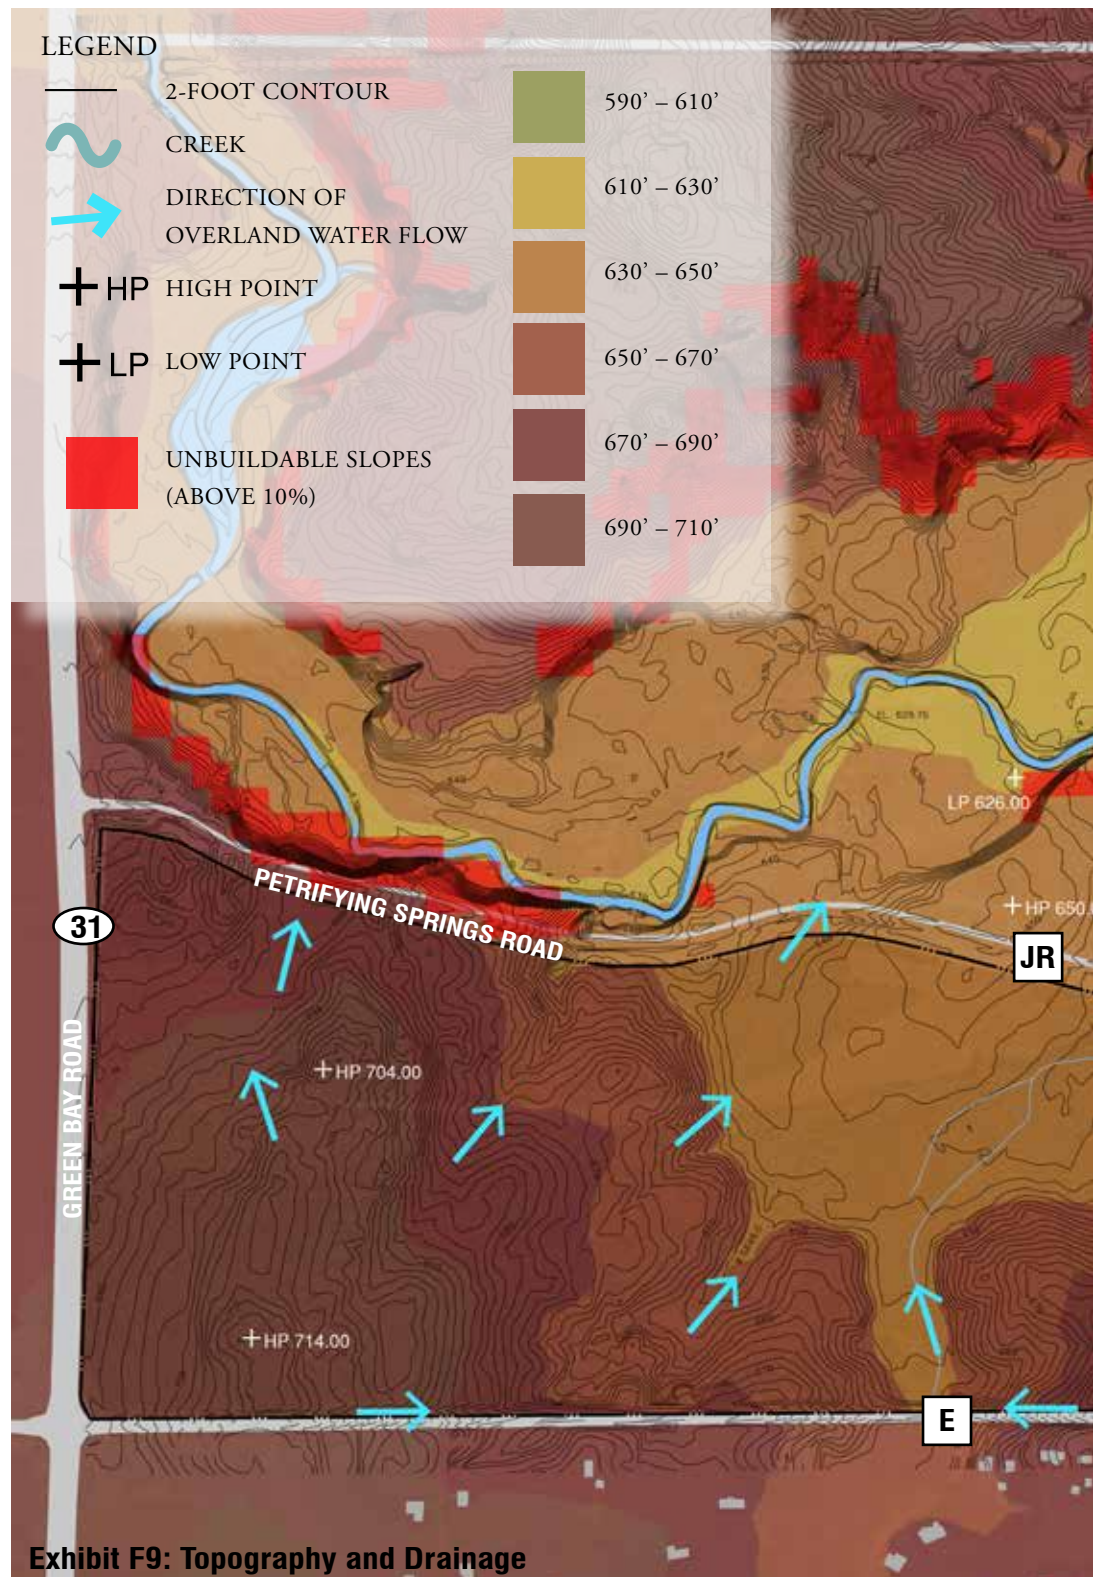 LEGEND
2-FOOT CONTOUR
CREEK
DIRECTION OF
OVERLAND WATER FLOW
HP HIGH POINT
LP LOW POINT
UNBUILDABLE SLOPES
(ABOVE 10%)
590’ – 610’
610’ – 630’
630’ – 650’
650’ – 670’
670’ – 690’
690’ – 710’
LP 626.00
HP 650.
PETRIFYING SPRINGS ROAD
31
JR
GREEN BAY ROAD
HP 704.00
HP 714.00
E
Exhibit F9: Topography and Drainage